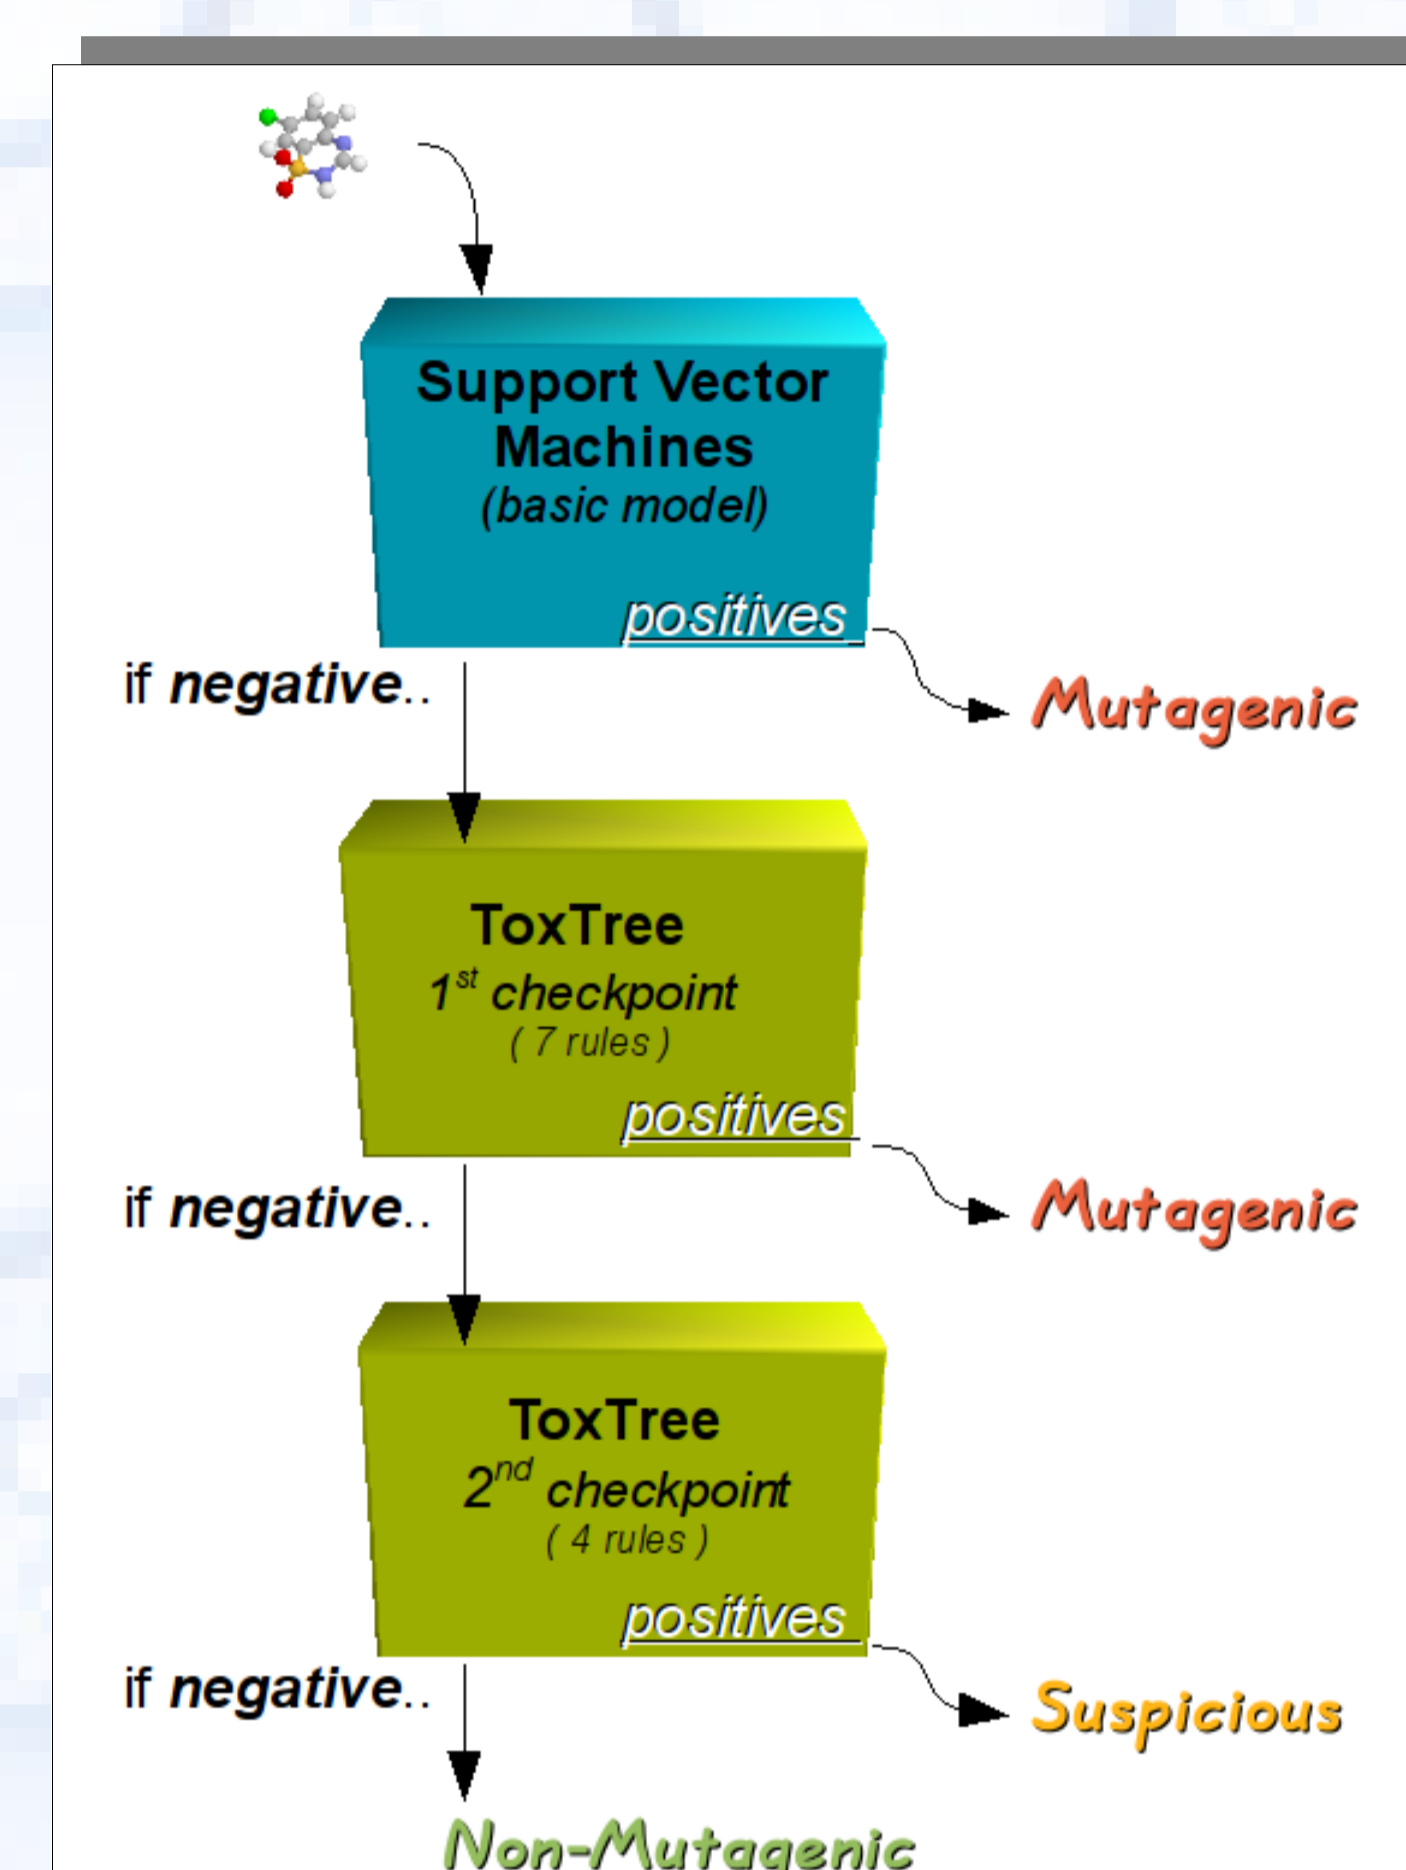 Support Vector
Machines
(basic model)
positives
if negative..
Mutagenic
ToxTree
1st checkpoint
( 7 rules )
positives
if negative..
Mutagenic
ToxTree
2nd checkpoint
( 4 rules )
positives
if negative..
Suspicious
Non-Mutagenic